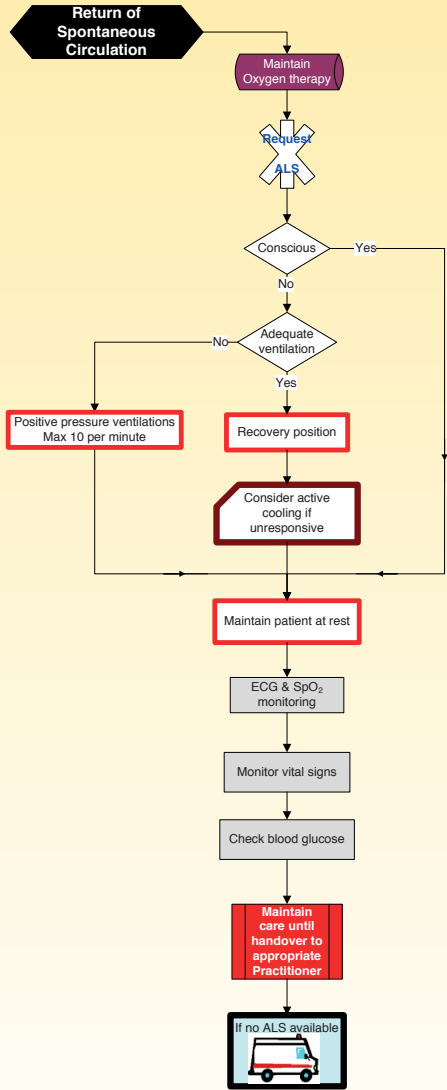 Return of
Spontaneous
Circulation
Maintain
Oxygen therapy
Request
ALS
Conscious
Yes
No
Adequate
ventilation
No
Yes
Positive pressure ventilations
Max 10 per minute
Recovery position
Consider active
cooling if
unresponsive
Maintain patient at rest
ECG & SpO₂
monitoring
Monitor vital signs
Check blood glucose
Maintain
care until
handover to
appropriate
Practitioner
If no ALS available